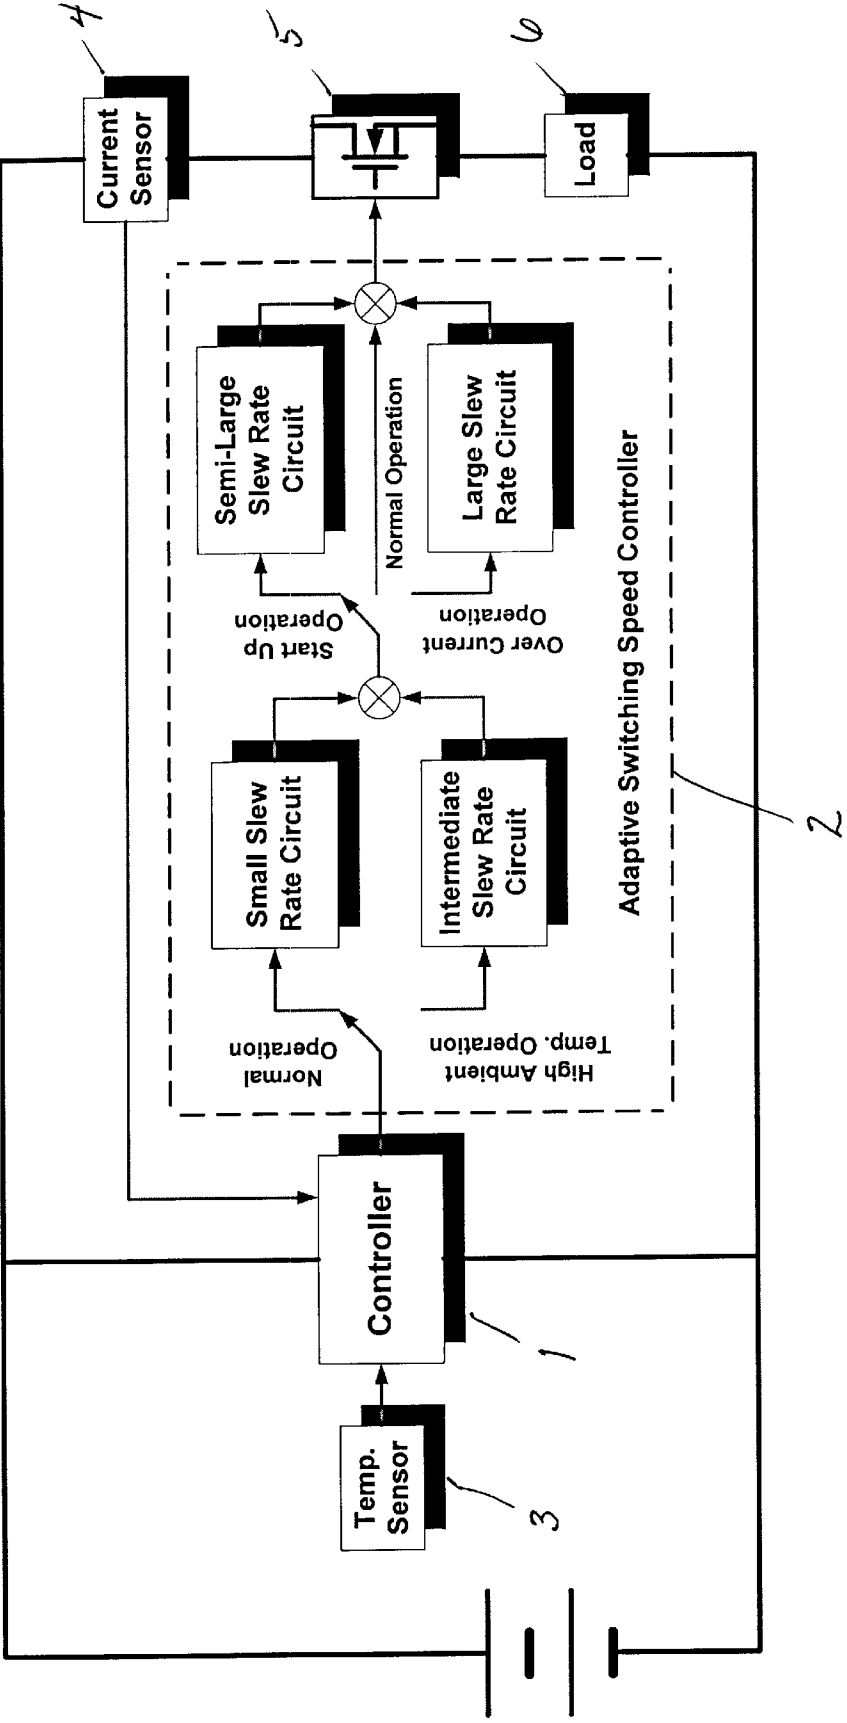 4
Current
Sensor
5
6
Load
Semi-Large
Slew Rate
Circuit
Normal Operation
Large Slew
Rate Circuit
Start Up
Operation
Over Current
Operation
Small Slew
Rate Circuit
Intermediate
Slew Rate
Circuit
Adaptive Switching Speed Controller
2
Normal
Operation
High Ambient
Temp. Operation
Controller
1
Temp.
Sensor
3